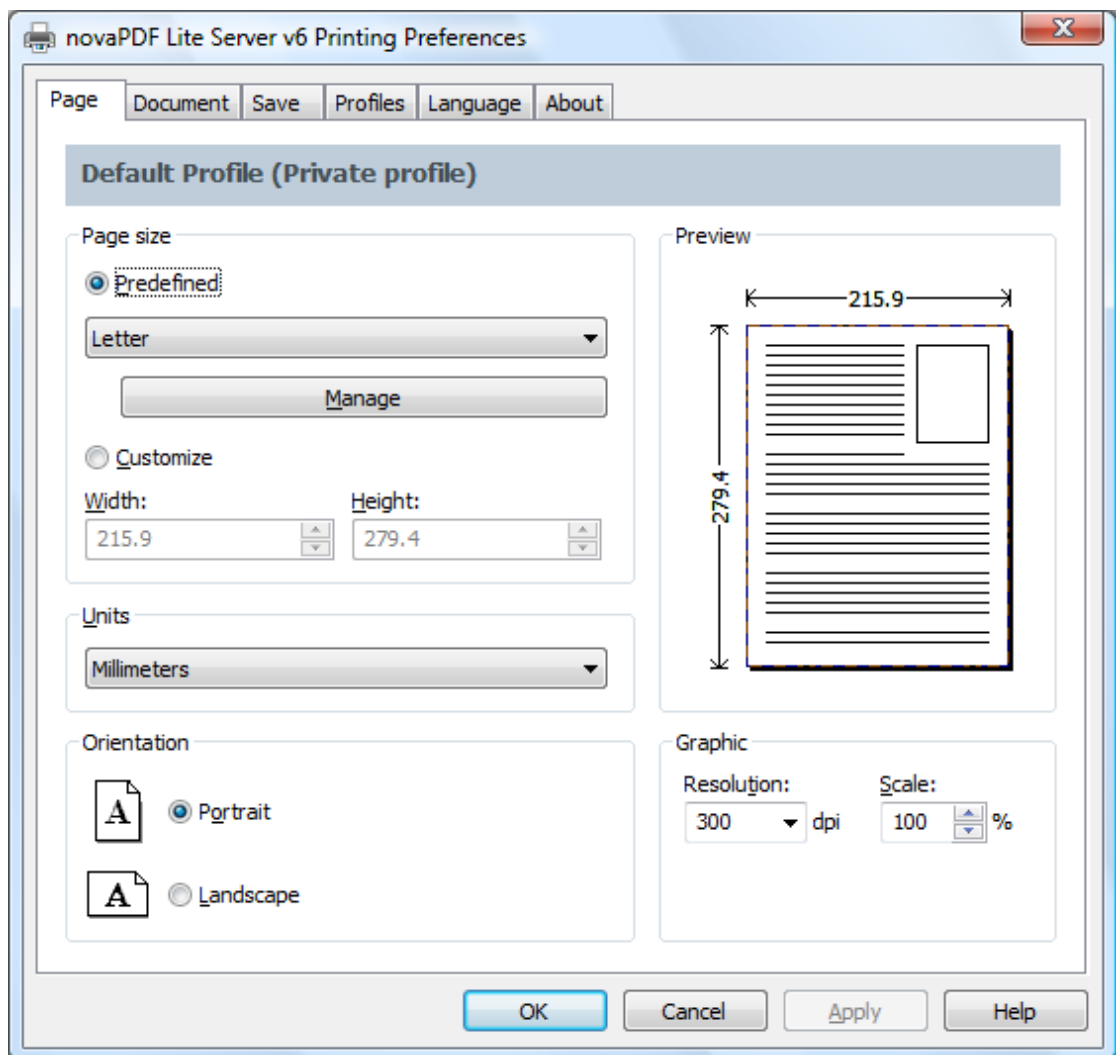 novaPDF Lite Server v6 Printing Preferences
Page Document Save Profiles Language About
Default Profile (Private profile)
Page size
Predefined
Letter
Manage
Customize
Width: Height:
215.9 279.4
Units
Millimeters
Orientation
A Portrait
A Landscape
Preview
215.9
279.4
Graphic
Resolution: Scale:
300 dpi 100 %
OK Cancel Apply Help